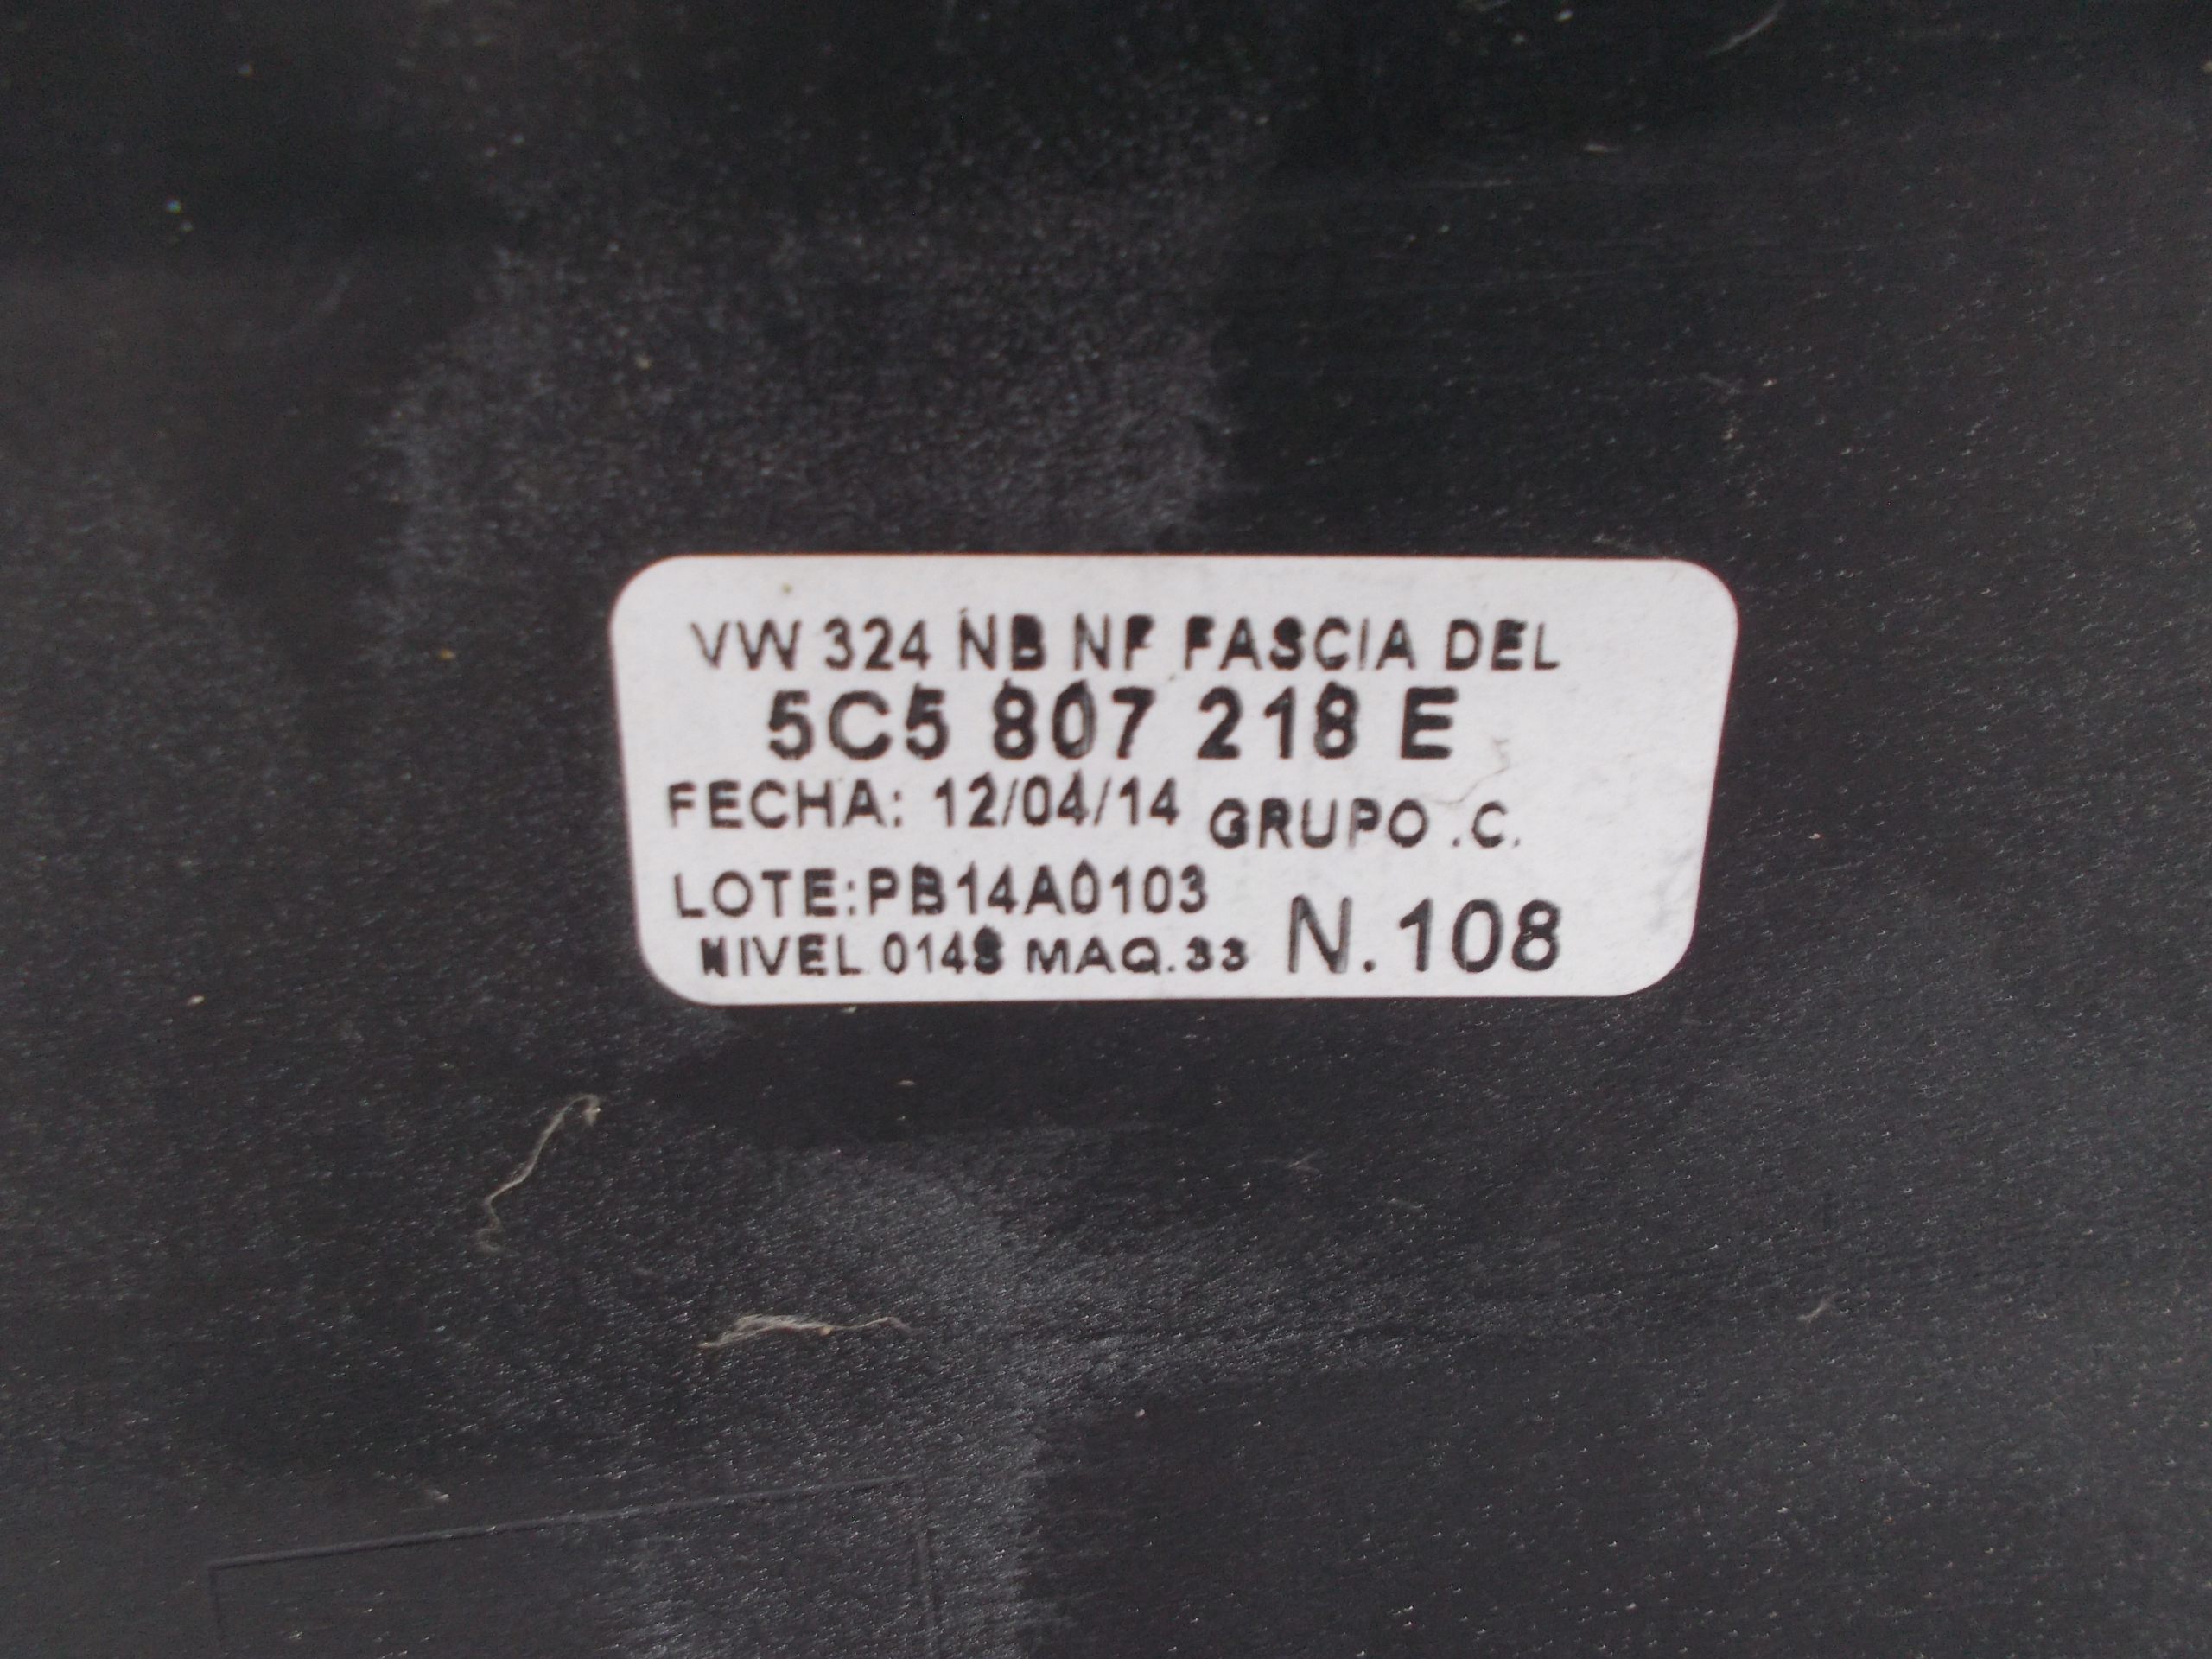 VW 324 NB NF FASCIA DEL
5C5 807 218 E
FECHA: 12/04/14 GRUPO .C.
LOTE:PB14A0103
NIVEL MAQ.33 N.108